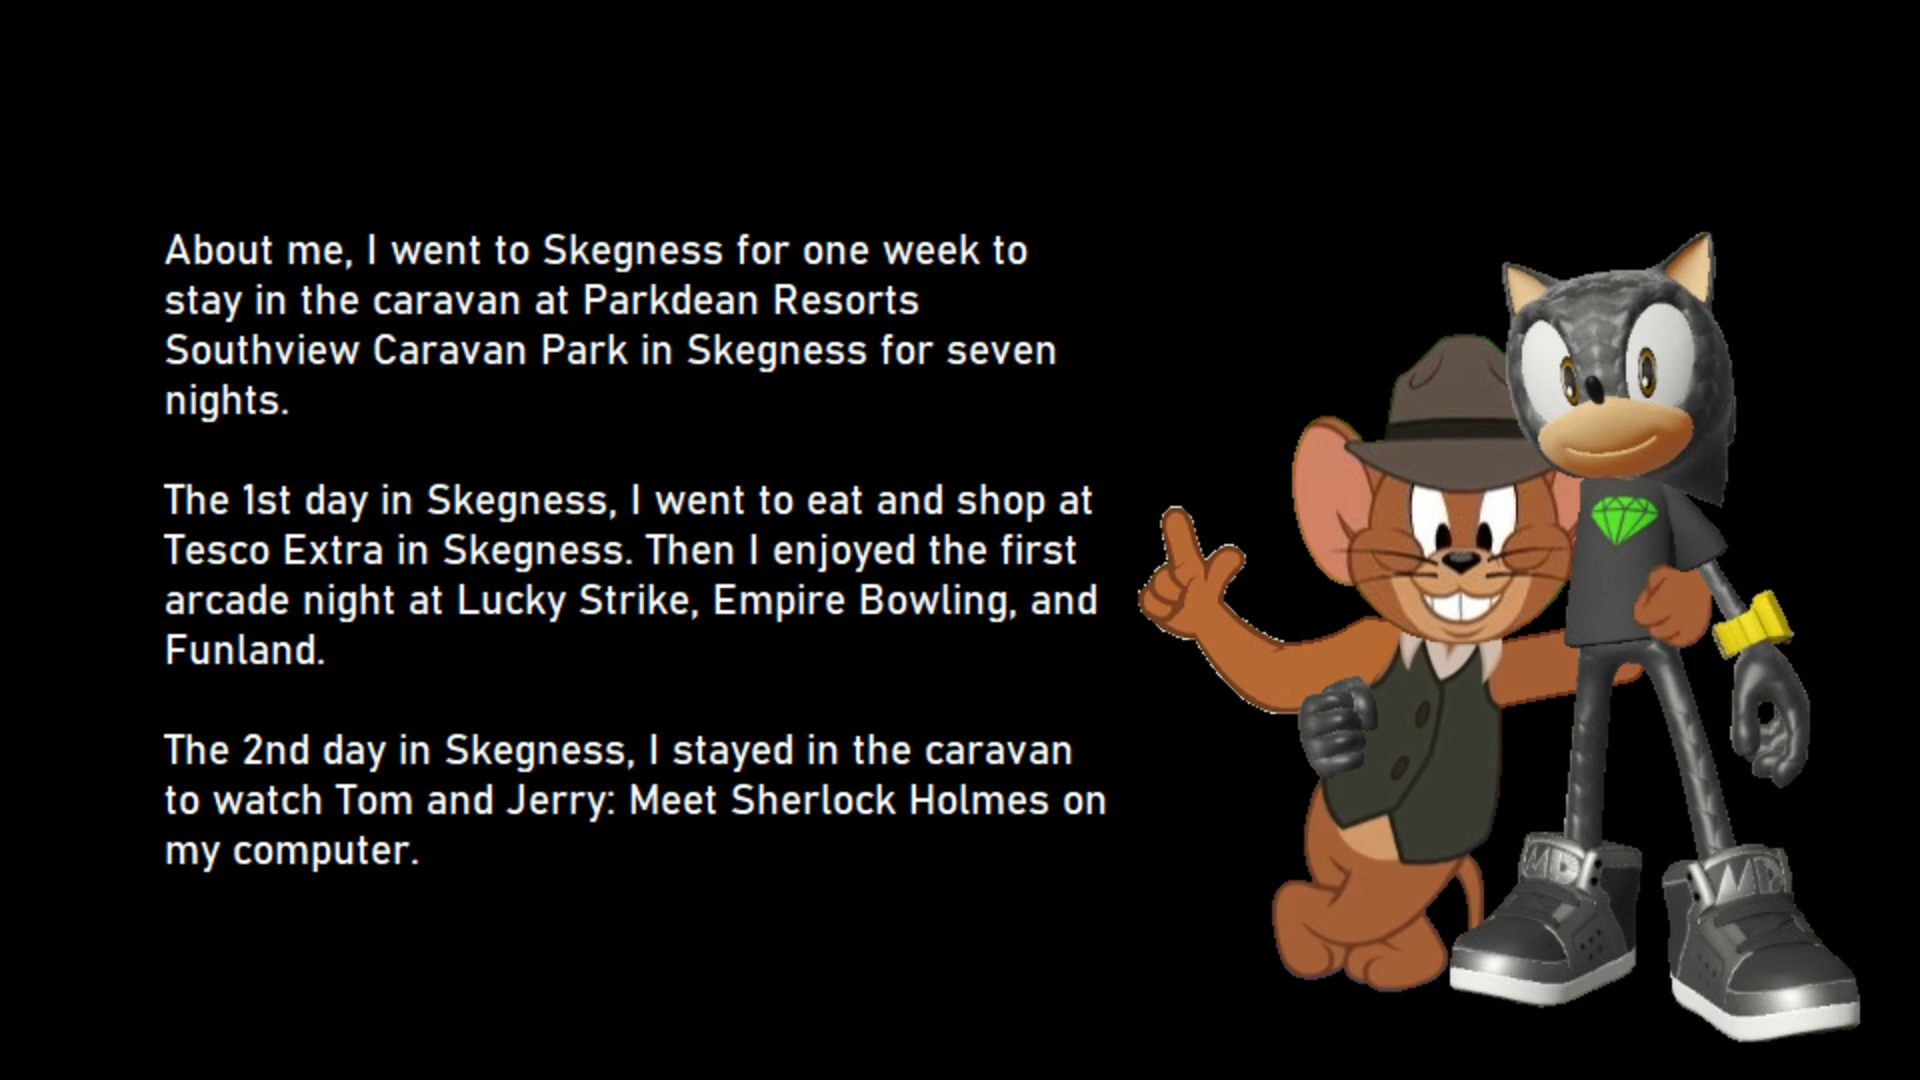 About me, I went to Skegness for one week to
stay in the caravan at Parkdean Resorts
Southview Caravan Park in Skegness for seven
nights.
The 1st day in Skegness, I went to eat and shop at
Tesco Extra in Skegness. Then I enjoyed the first
arcade night at Lucky Strike, Empire Bowling, and
Funland.
The 2nd day in Skegness, I stayed in the caravan
to watch Tom and Jerry: Meet Sherlock Holmes on
my computer.